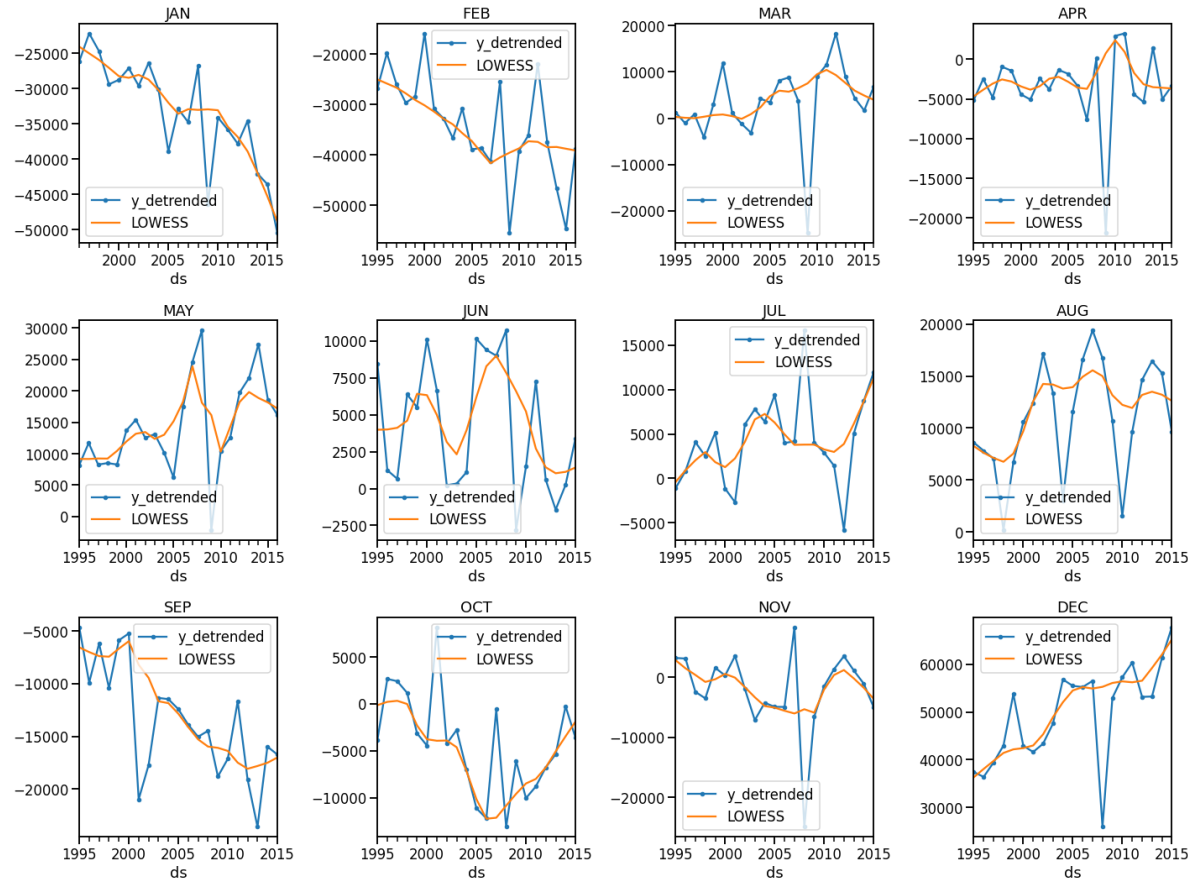 JAN
−25000
−30000
−35000
−40000
−45000
−50000
y_detrended
LOWESS
2000 2005 2010 2015
ds
FEB
−20000
−30000
−40000
−50000
y_detrended
LOWESS
1995 2000 2005 2010 2015
ds
MAR
20000
10000
0
−10000
−20000
y_detrended
LOWESS
2000 2005 2010 2015
ds
APR
0
−5000
−10000
−15000
−20000
y_detrended
LOWESS
1995 2000 2005 2010 2015
ds
MAY
30000
25000
20000
15000
10000
5000
0
y_detrended
LOWESS
1995 2000 2005 2010 2015
ds
JUN
10000
7500
5000
2500
0
−2500
y_detrended
LOWESS
1995 2000 2005 2010 2015
ds
JUL
15000
10000
5000
0
−5000
y_detrended
LOWESS
1995 2000 2005 2010 2015
ds
AUG
20000
15000
10000
5000
0
y_detrended
LOWESS
1995 2000 2005 2010 2015
ds
SEP
−5000
−10000
−15000
−20000
y_detrended
LOWESS
1995 2000 2005 2010 2015
ds
OCT
5000
0
−5000
−10000
y_detrended
LOWESS
1995 2000 2005 2010 2015
ds
NOV
0
−10000
−20000
y_detrended
LOWESS
1995 2000 2005 2010 2015
ds
DEC
60000
50000
40000
30000
y_detrended
LOWESS
1995 2000 2005 2010 2015
ds